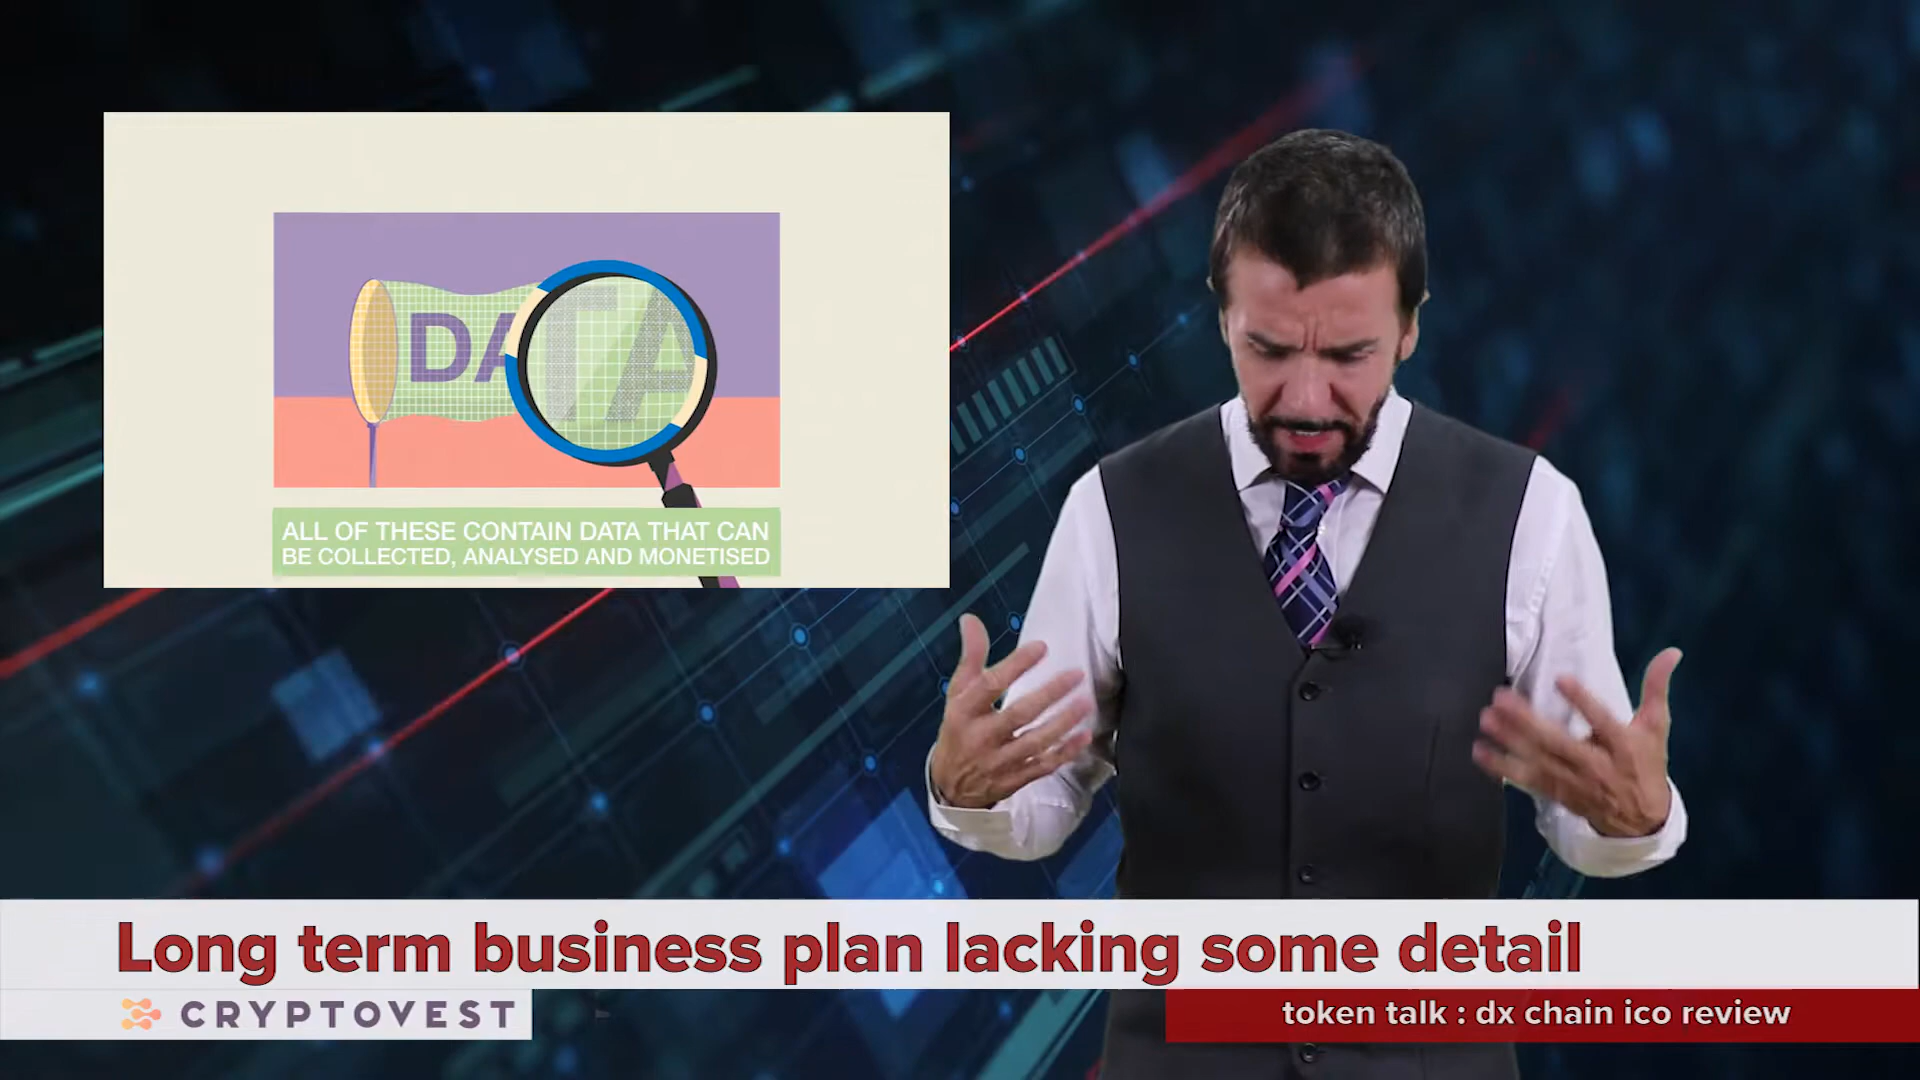 DATA
ALL OF THESE CONTAIN DATA THAT CAN
BE COLLECTED, ANALYSED AND MONETISED
Long term business plan lacking some detail
CRYPTOVEST
token talk : dx chain ico review